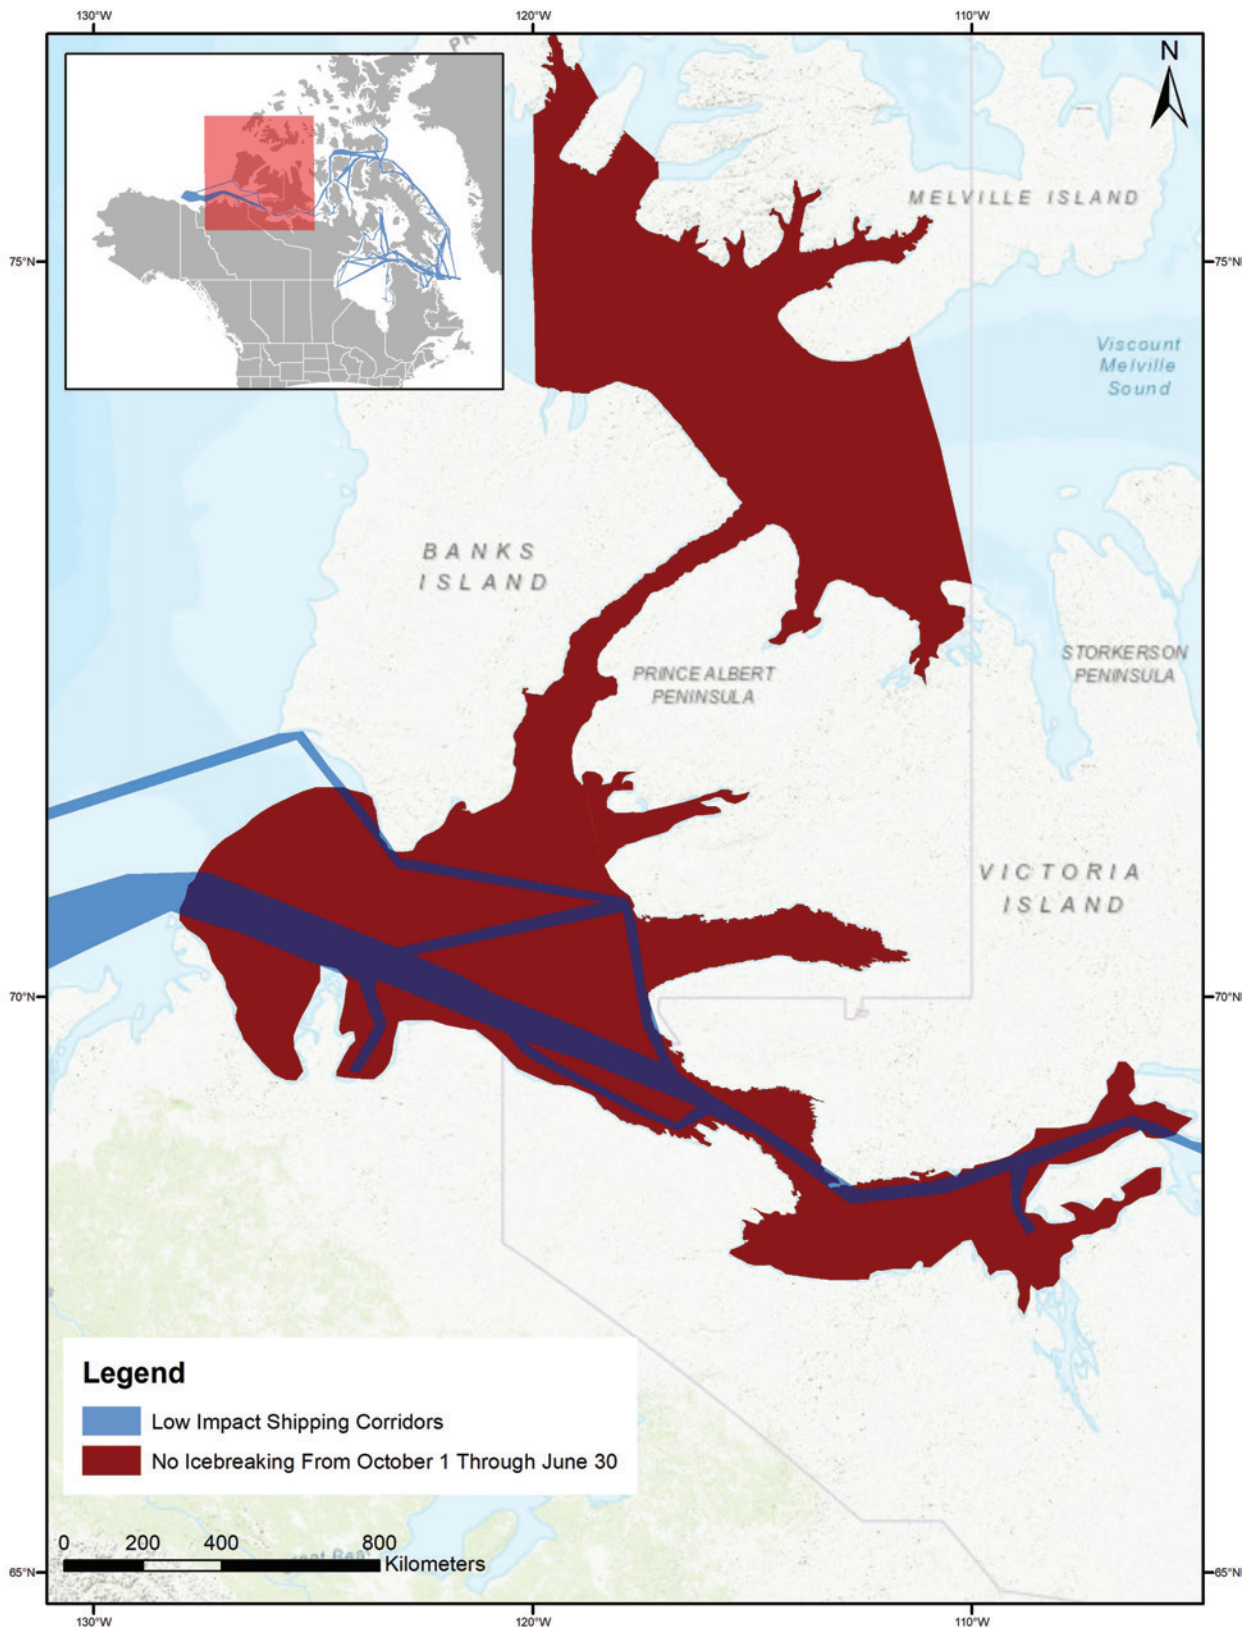 130°W
120°W
110°W
N
MELVILLE ISLAND
75°N
75°N
Viscount
Melville
Sound
BANKS
ISLAND
PRINCE ALBERT
PENINSULA
STORKERSON
PENINSULA
VICTORIA
ISLAND
70°N
70°N
Legend
Low Impact Shipping Corridors
No Icebreaking From October 1 Through June 30
0 200 400 800
Kilometers
65°N
65°N
130°W
120°W
110°W